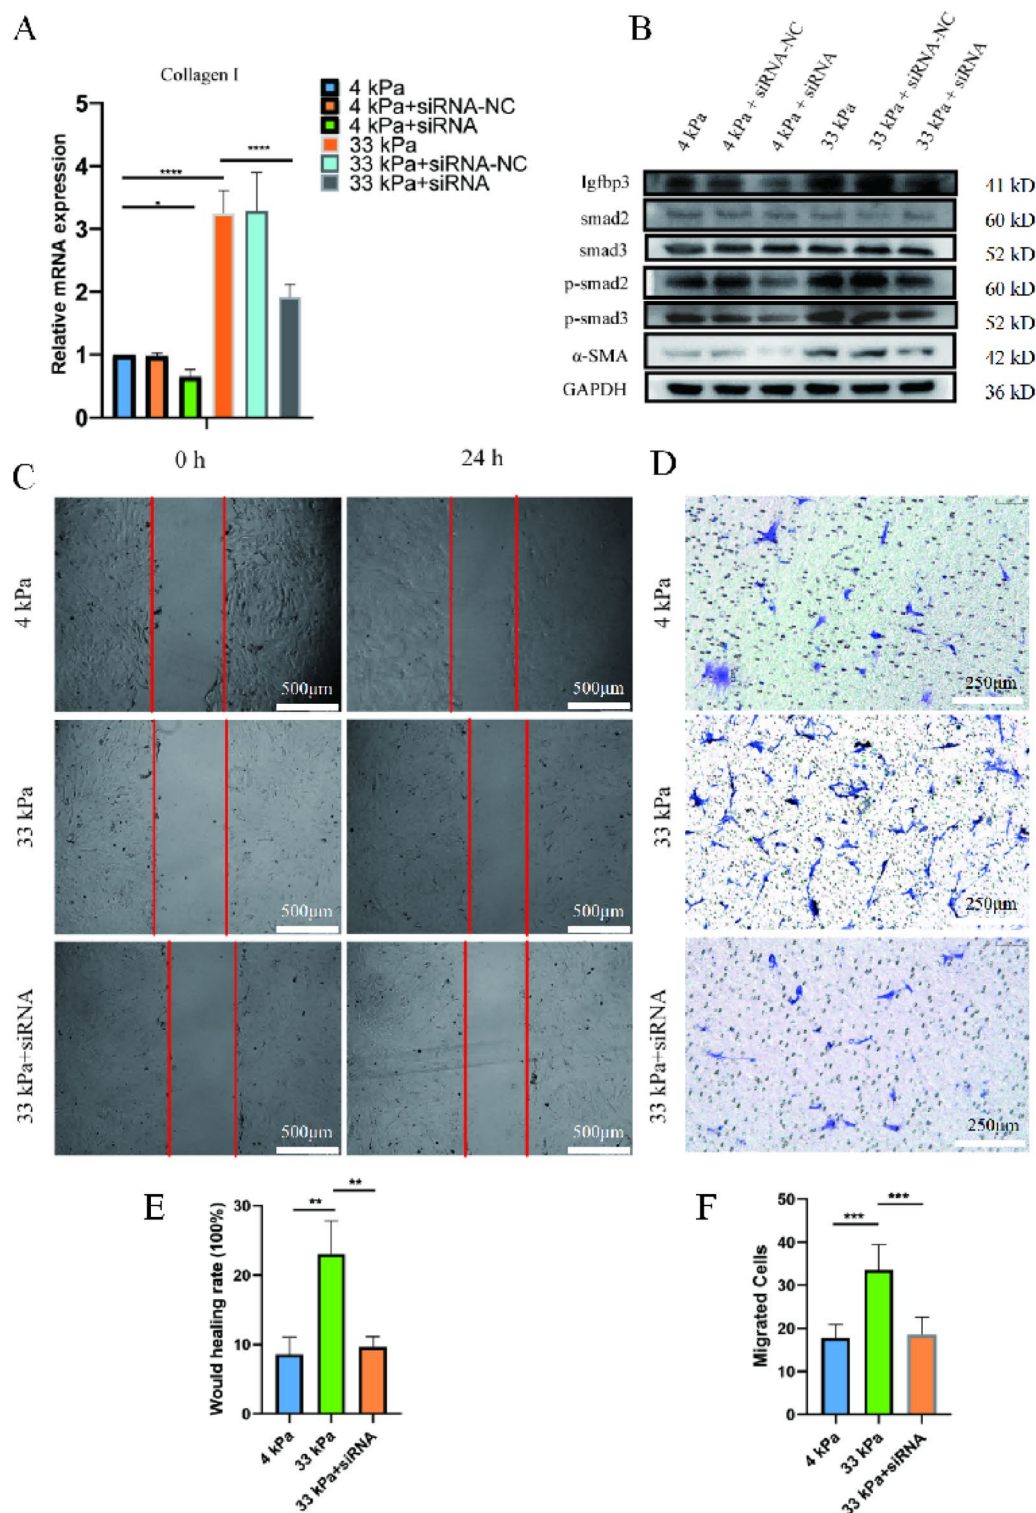 A
Collagen I
Relative mRNA expression
5
4
3
2
1
0
****
*
****
4 kPa
4 kPa+siRNA-NC
4 kPa+siRNA
33 kPa
33 kPa+siRNA-NC
33 kPa+siRNA
B
4 kPa
4 kPa + siRNA-NC
4 kPa + siRNA
33 kPa
33 kPa + siRNA-NC
33 kPa + siRNA
Igfbp3 41 kD
smad2 60 kD
smad3 52 kD
p-smad2 60 kD
p-smad3 52 kD
α-SMA 42 kD
GAPDH 36 kD
C
0 h 24 h
4 kPa
500μm 500μm
33 kPa
500μm 500μm
33 kPa+siRNA
500μm 500μm
D
4 kPa
250μm
33 kPa
250μm
33 kPa+siRNA
250μm
E
Would healing rate (100%)
30
20
10
0
** **
4 kPa
33 kPa
33 kPa+siRNA
F
Migrated Cells
50
40
30
20
10
0
*** ***
4 kPa
33 kPa
33 kPa+siRNA